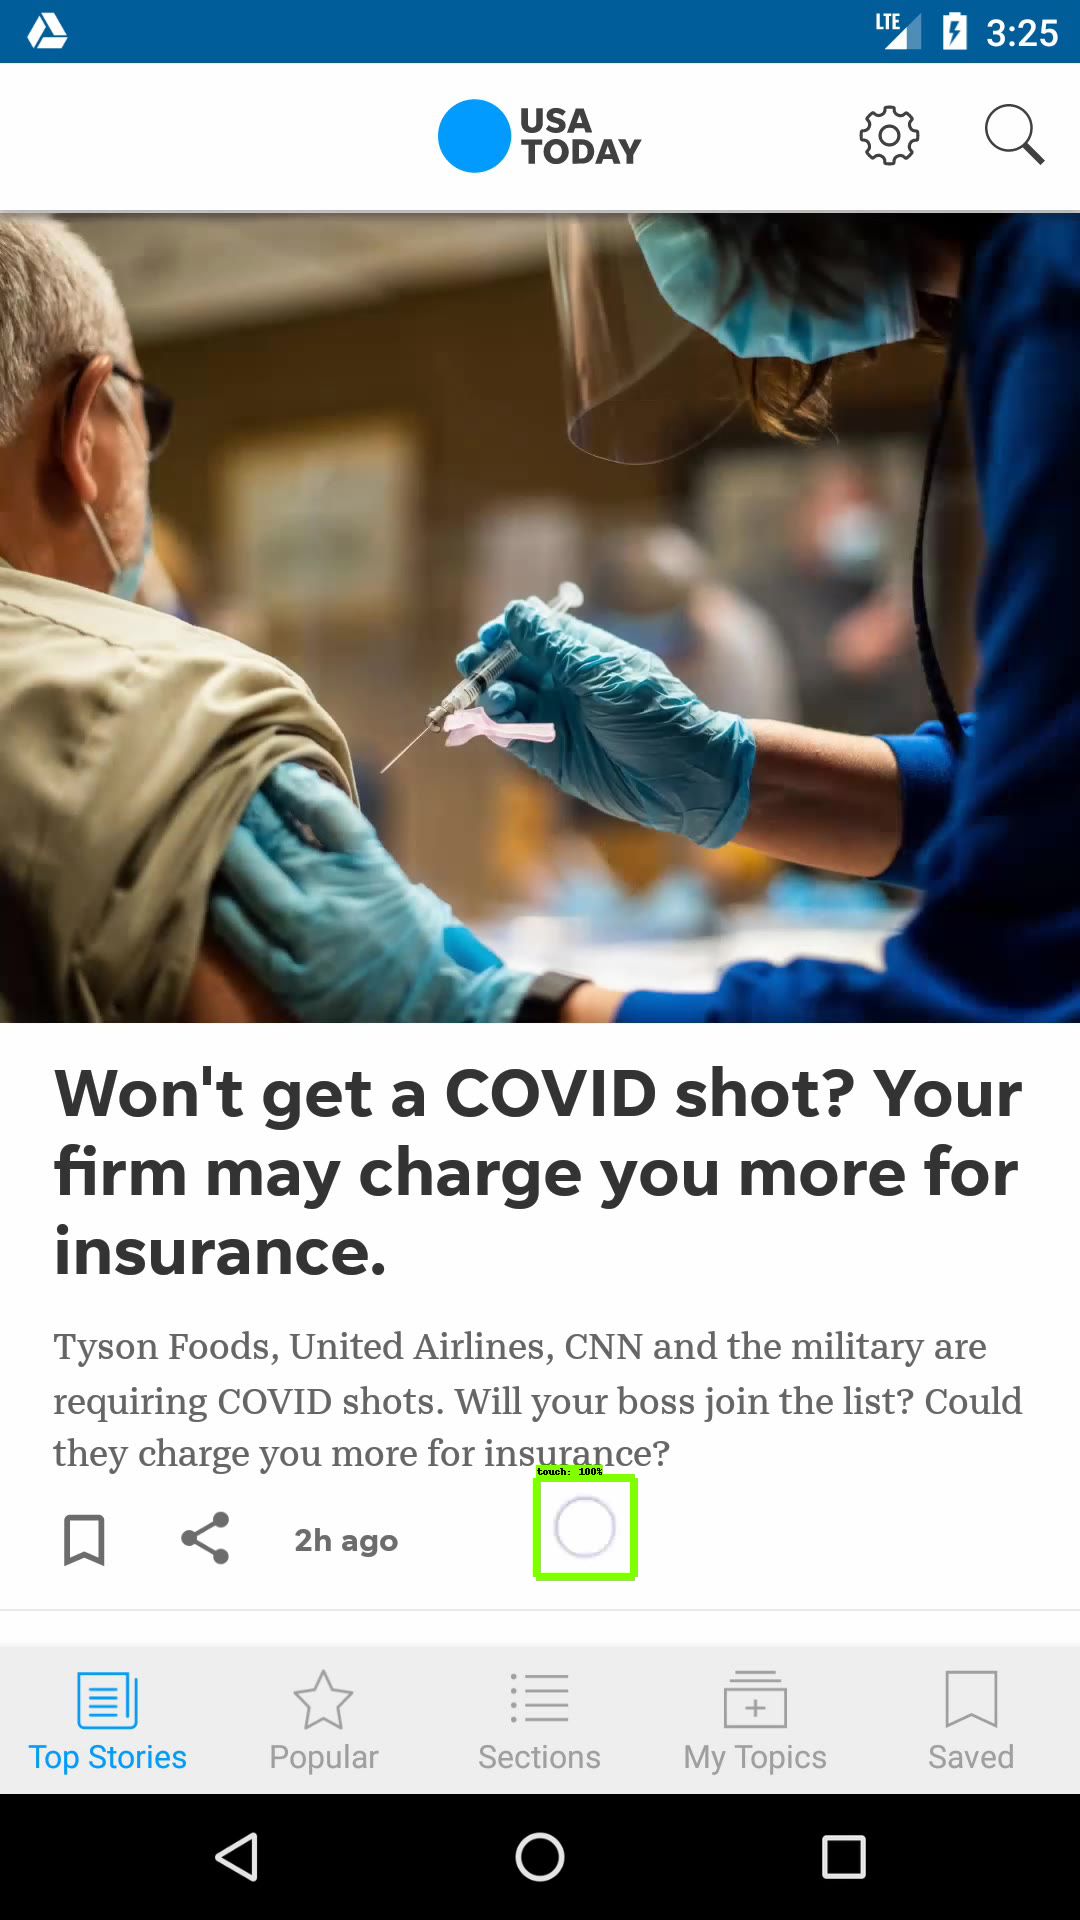 LTE 3:25
USA
TODAY
Won't get a COVID shot? Your
firm may charge you more for
insurance.
Tyson Foods, United Airlines, CNN and the military are
requiring COVID shots. Will your boss join the list? Could
they charge you more for insurance?
touch: 100%
2h ago
Top Stories Popular Sections My Topics Saved